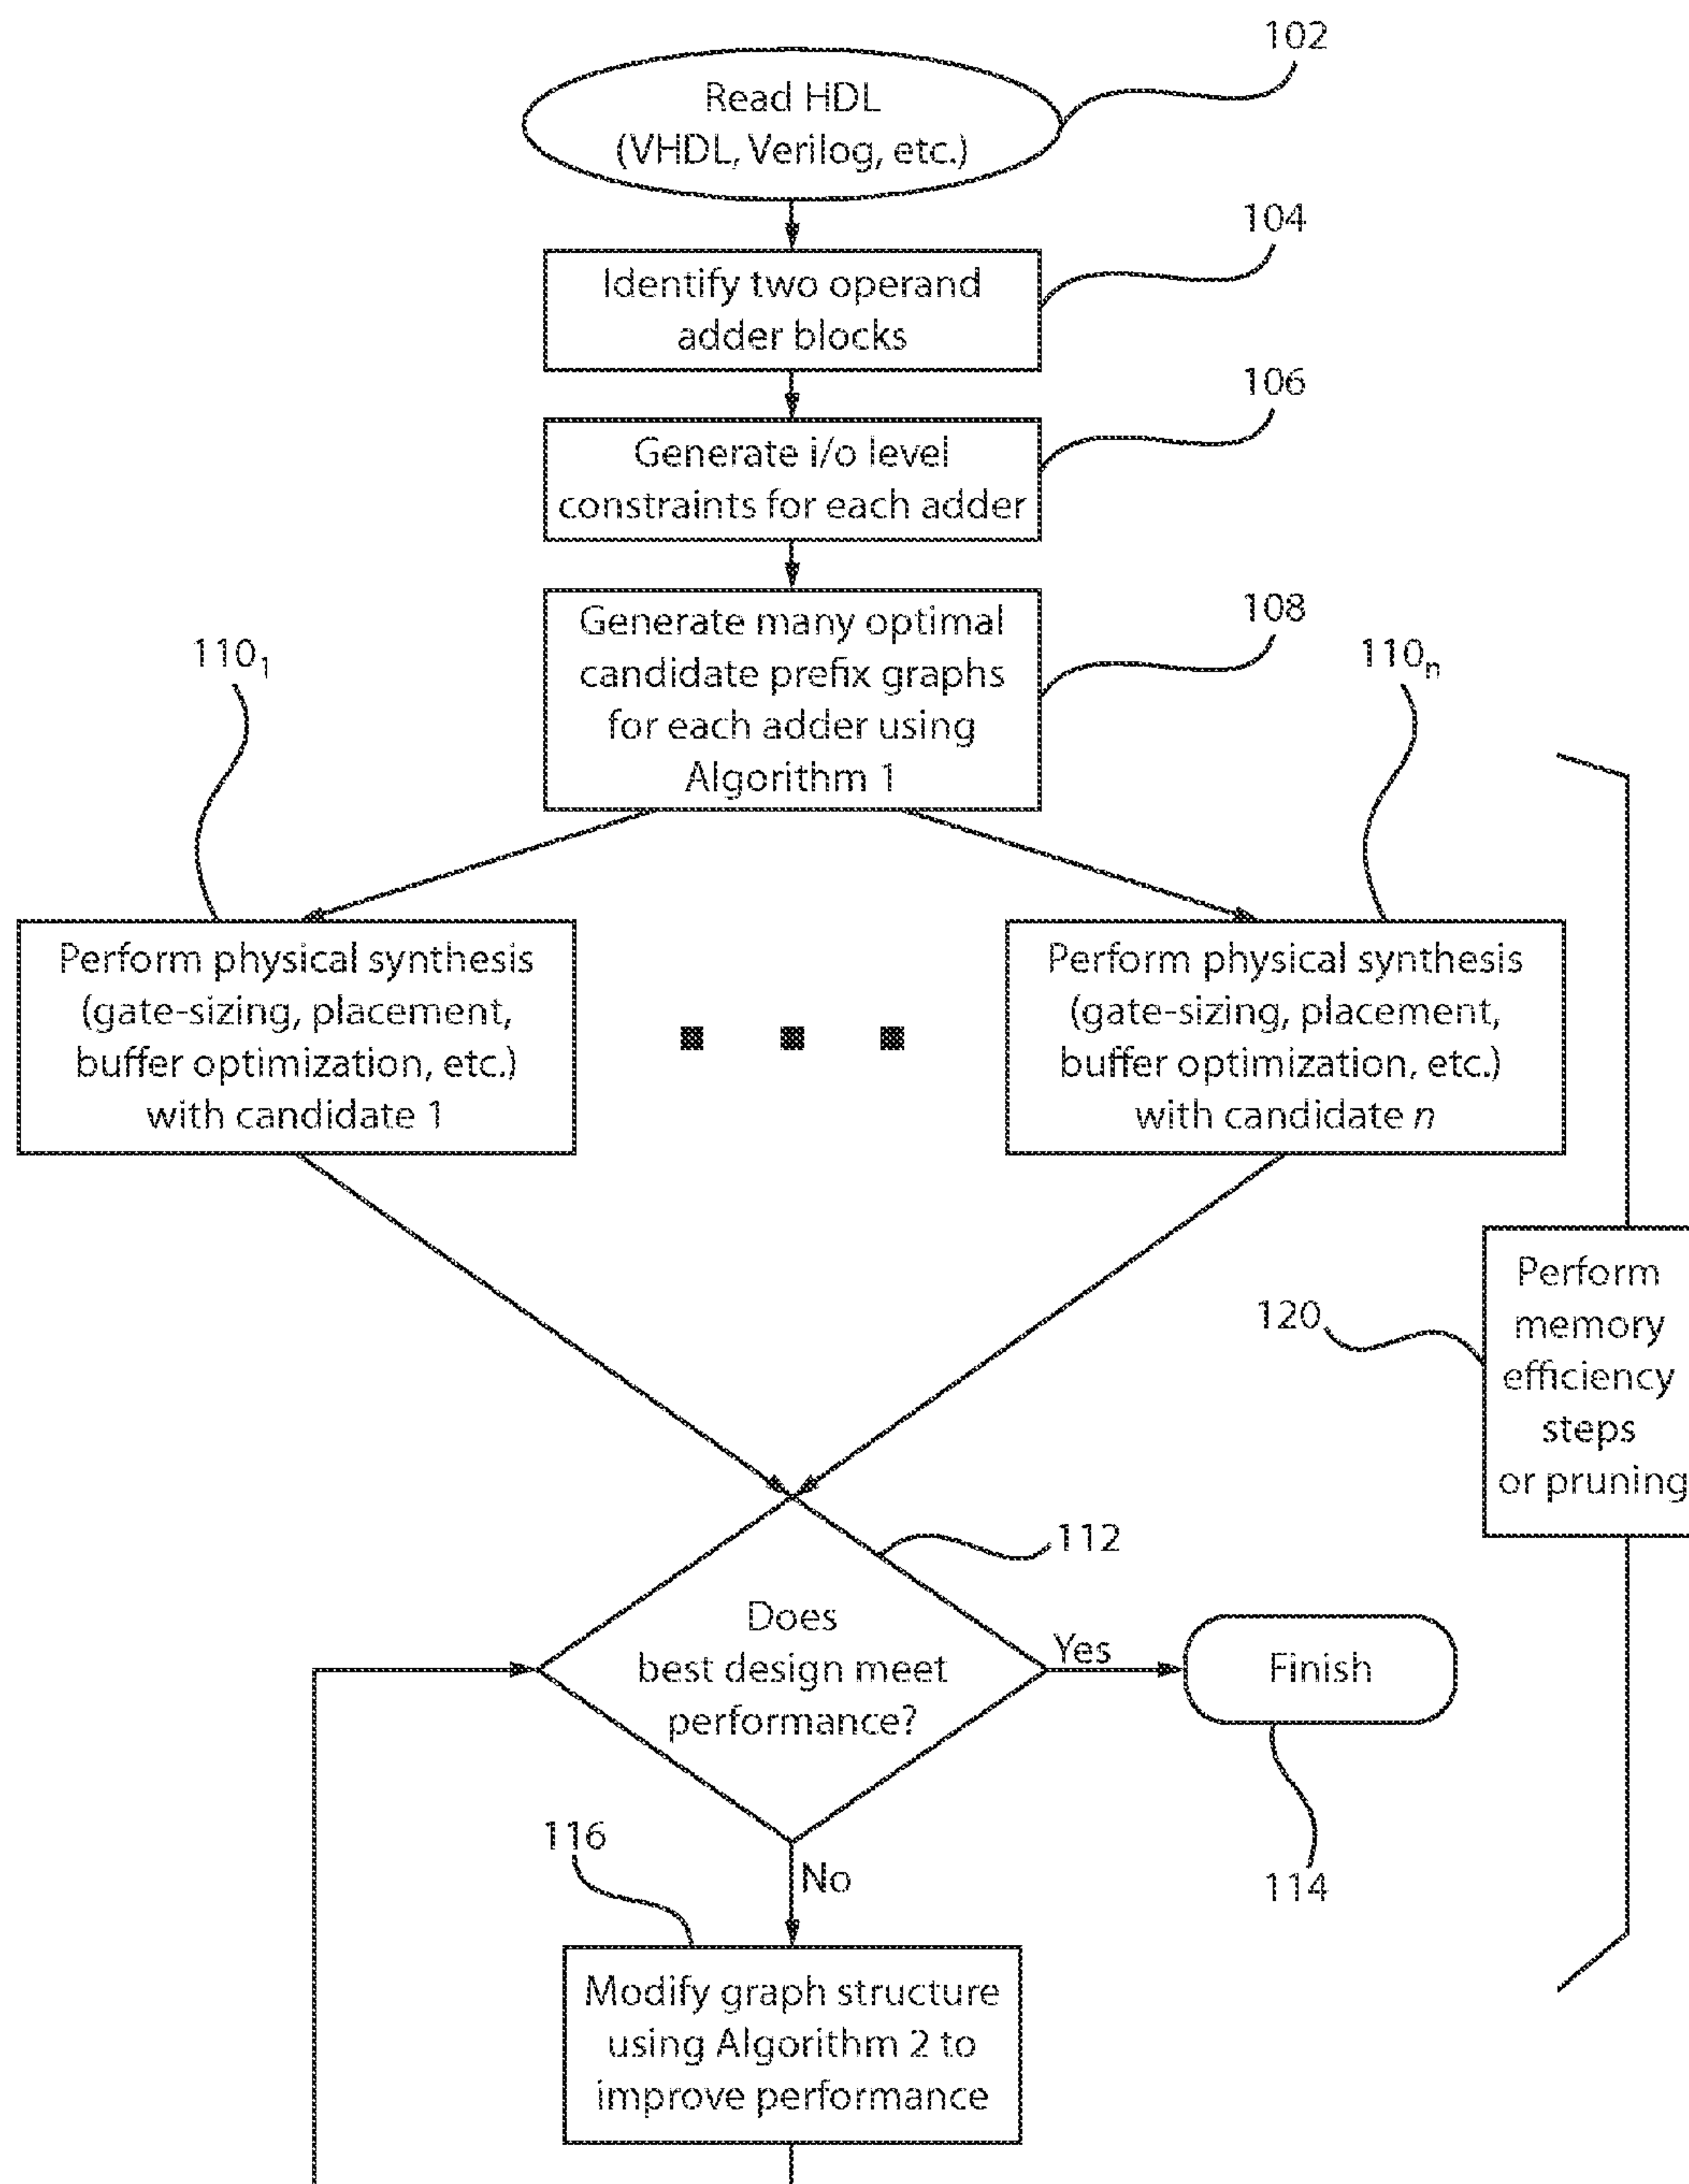 102
Read HDL
(VHDL, Verilog, etc.)
104
Identify two operand
adder blocks
106
Generate i/o level
constraints for each adder
108
Generate many optimal
candidate prefix graphs
for each adder using
Algorithm 1
110₁
110ₙ
Perform physical synthesis
(gate-sizing, placement,
buffer optimization, etc.)
with candidate 1
Perform physical synthesis
(gate-sizing, placement,
buffer optimization, etc.)
with candidate n
120
Perform
memory
efficiency
steps
or pruning
112
Does
best design meet
performance?
Yes
Finish
114
116
No
Modify graph structure
using Algorithm 2 to
improve performance